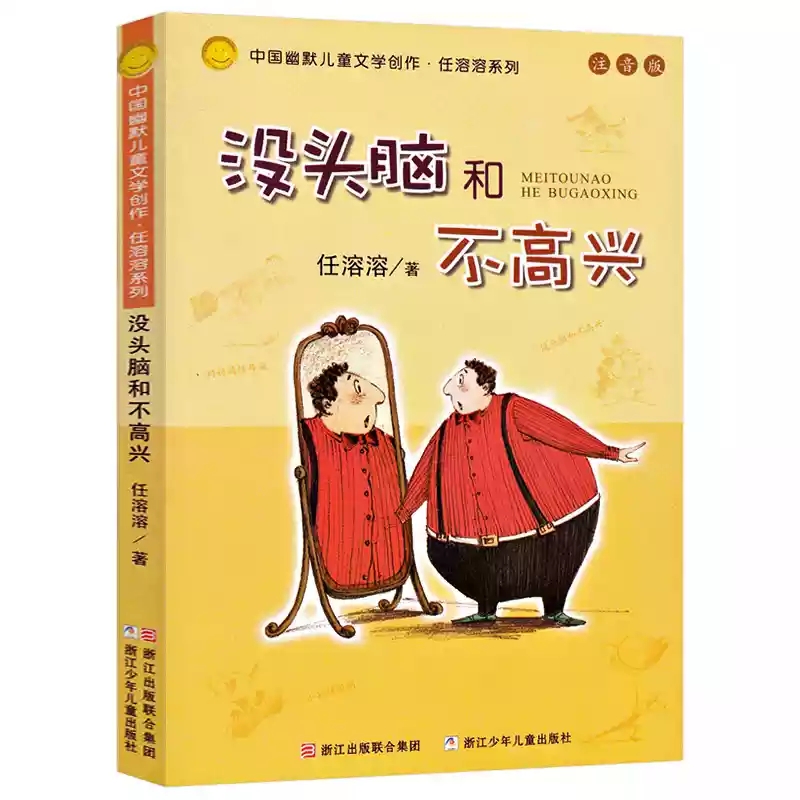 中国幽默儿童文学创作·任溶溶系列
注音版
没头脑和
MEITOUNAO
HE BUGAOXING
不高兴
任溶溶/著
浙江出版联合集团
浙江少年儿童出版社
中国幽默儿童文学创作·任溶溶系列
没头脑和不高兴
任溶溶/著
浙江出版联合集团
浙江少年儿童出版社